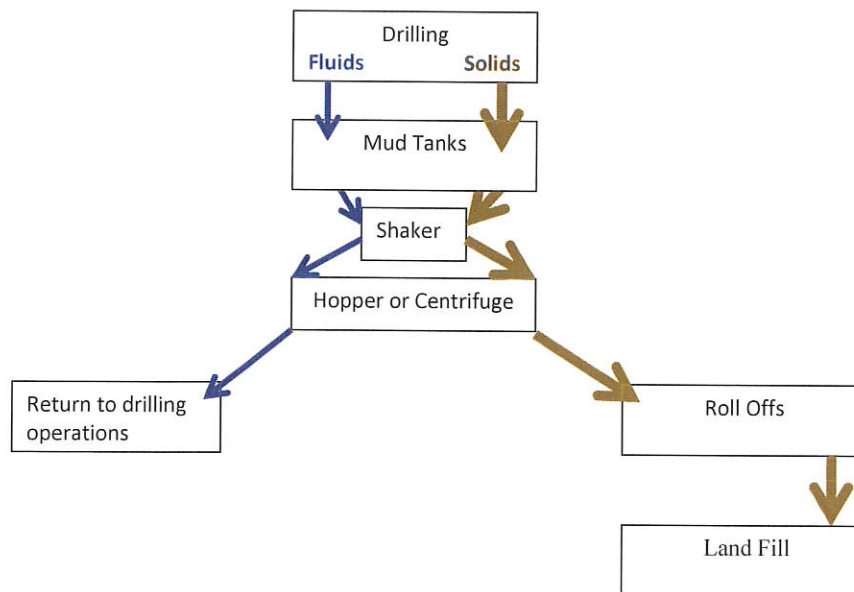 Drilling
Fluids Solids
Mud Tanks
Shaker
Hopper or Centrifuge
Return to drilling
operations
Roll Offs
Land Fill